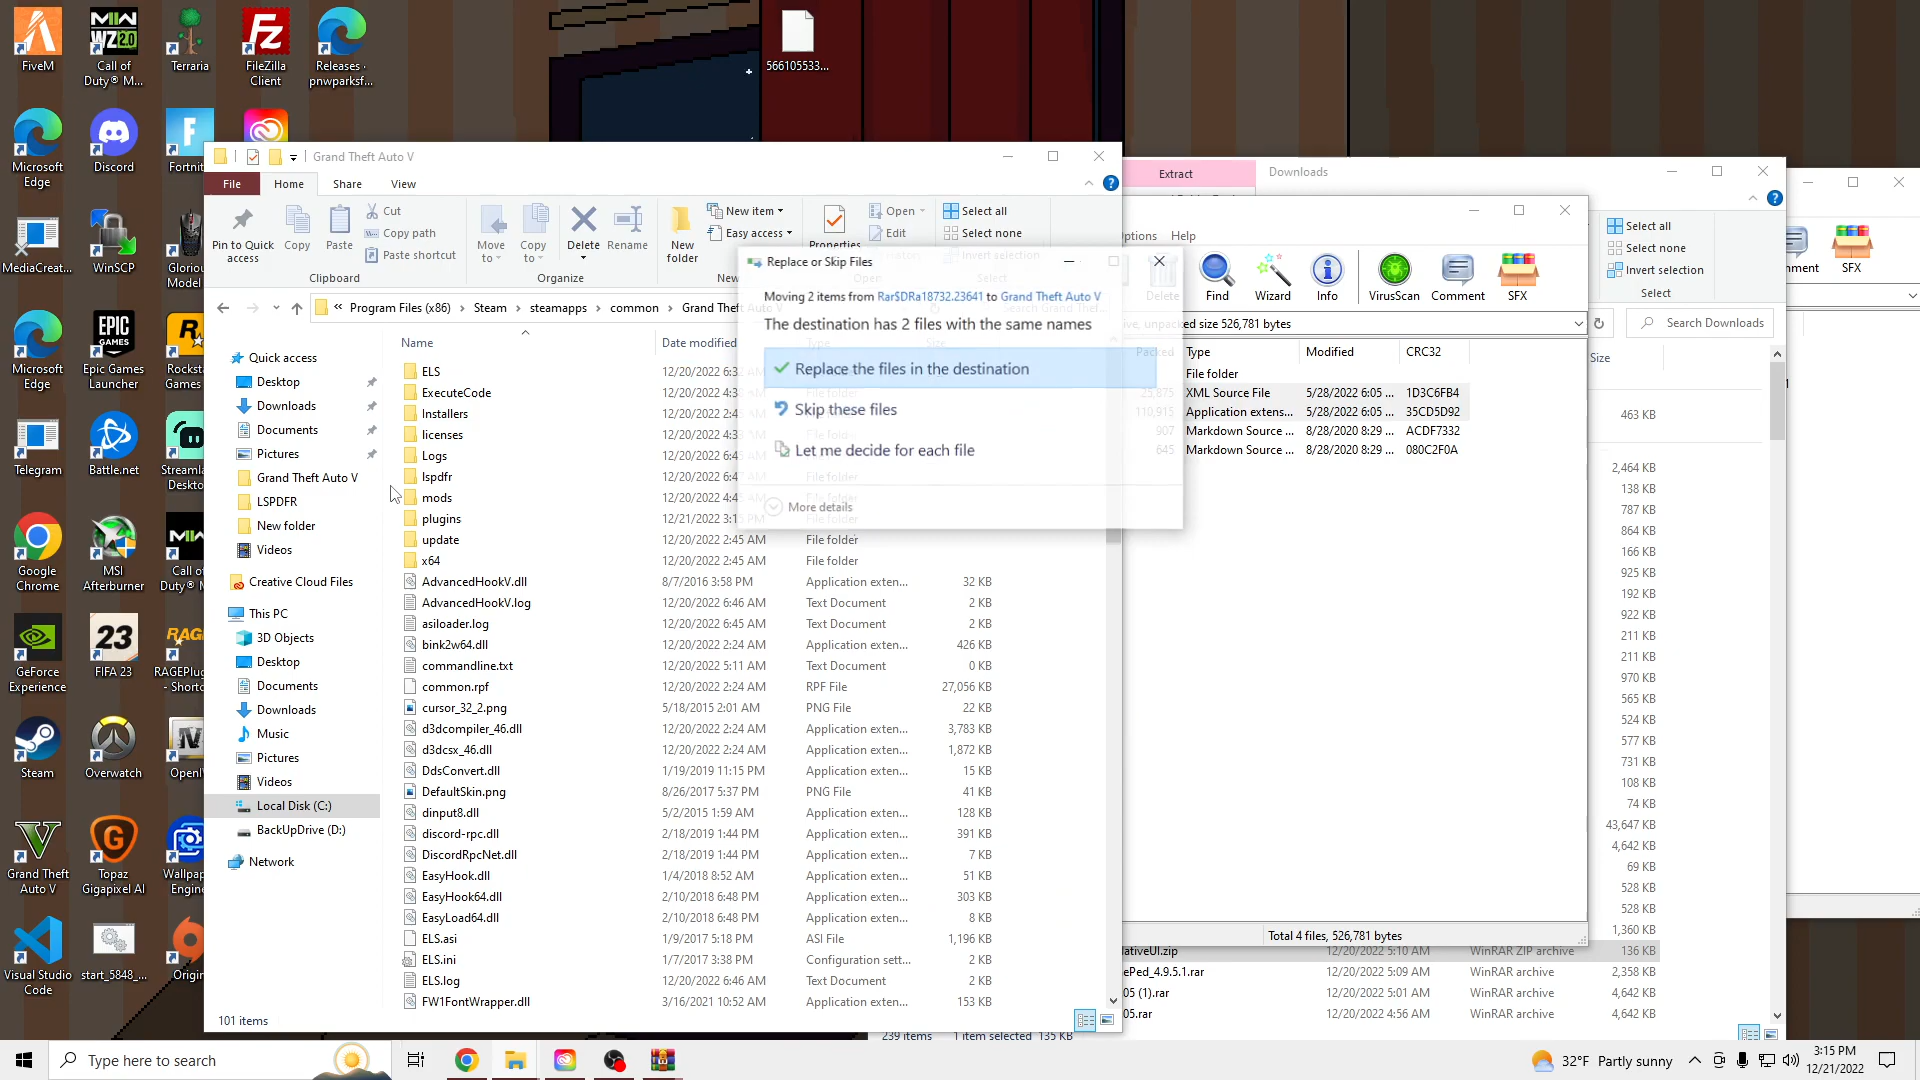 FiveM
Call of
Duty® M...
Terraria
FileZilla
Client
Releases ·
pnwparksf...
566105533...
Microsoft
Edge
Discord
Fortnit
MediaCreat...
WinSCP
Glorious
Model
Microsoft
Edge
Epic Games
Launcher
Rocksta
Games
Telegram
Battle.net
Streamla
Deskto
Google
Chrome
MSI
Afterburner
Call of
Duty® M
GeForce
Experience
FIFA 23
RAGEPlug
- Shortc
Steam
Overwatch
OpenI
Grand Theft
Auto V
Topaz
Gigapixel AI
Wallpap
Engine
Visual Studio
Code
start_5848_...
Origin
Grand Theft Auto V
File
Home
Share
View
Pin to Quick
access
Copy
Paste
Cut
Copy path
Paste shortcut
Clipboard
Move
to
Copy
to
Delete
Rename
Organize
New
folder
New item
Easy access
New
Properties
Open
Edit
History
Open
Select all
Select none
Invert selection
Select
« Program Files (x86) > Steam > steamapps > common > Grand Theft Auto V
Name
Date modified
Type
Size
Quick access
Desktop
Downloads
Documents
Pictures
Grand Theft Auto V
LSPDFR
New folder
Videos
Creative Cloud Files
This PC
3D Objects
Desktop
Documents
Downloads
Music
Pictures
Videos
Local Disk (C:)
BackUpDrive (D:)
Network
ELS 12/20/2022 6:3
ExecuteCode 12/20/2022 4:3
Installers 12/20/2022 2:4
licenses 12/20/2022 4:3
Logs 12/20/2022 6:4
lspdfr 12/20/2022 6:4
mods 12/20/2022 4:4
plugins 12/21/2022 3:15 PM File folder
update 12/20/2022 2:45 AM File folder
x64 12/20/2022 2:45 AM File folder
AdvancedHookV.dll 8/7/2016 3:58 PM Application exten... 32 KB
AdvancedHookV.log 12/20/2022 6:46 AM Text Document 2 KB
asiloader.log 12/20/2022 6:45 AM Text Document 2 KB
bink2w64.dll 12/20/2022 2:24 AM Application exten... 426 KB
commandline.txt 12/20/2022 5:11 AM Text Document 0 KB
common.rpf 12/20/2022 2:24 AM RPF File 27,056 KB
cursor_32_2.png 5/18/2015 2:01 AM PNG File 22 KB
d3dcompiler_46.dll 12/20/2022 2:24 AM Application exten... 3,783 KB
d3dcsx_46.dll 12/20/2022 2:24 AM Application exten... 1,872 KB
DdsConvert.dll 1/19/2019 11:15 PM Application exten... 15 KB
DefaultSkin.png 8/26/2017 5:37 PM PNG File 41 KB
dinput8.dll 5/2/2015 1:59 AM Application exten... 128 KB
discord-rpc.dll 2/18/2019 1:44 PM Application exten... 391 KB
DiscordRpcNet.dll 2/18/2019 1:44 PM Application exten... 7 KB
EasyHook.dll 1/4/2018 8:52 AM Application exten... 51 KB
EasyHook64.dll 2/10/2018 6:48 PM Application exten... 303 KB
EasyLoad64.dll 2/10/2018 6:48 PM Application exten... 8 KB
ELS.asi 1/9/2017 5:18 PM ASI File 1,196 KB
ELS.ini 1/7/2017 3:38 PM Configuration sett... 2 KB
ELS.log 12/20/2022 6:46 AM Text Document 2 KB
FW1FontWrapper.dll 3/16/2021 10:52 AM Application exten... 153 KB
101 items
Replace or Skip Files
Moving 2 items from Rar$DRa18732.23641 to Grand Theft Auto V
The destination has 2 files with the same names
Replace the files in the destination
Skip these files
Let me decide for each file
More details
Extract
Downloads
ptions Help
Delete
Find
Wizard
Info
VirusScan
Comment
SFX
ive, unpacked size 526,781 bytes
Packed Type Modified CRC32
File folder
25,875 XML Source File 5/28/2022 6:05 ... 1D3C6FB4
110,915 Application extens... 5/28/2022 6:05 ... 35CD5D92
907 Markdown Source ... 8/28/2020 8:29 ... ACDF7332
645 Markdown Source ... 8/28/2020 8:29 ... 080C2F0A
Total 4 files, 526,781 bytes
Select all
Select none
Invert selection
Select
mment
SFX
Search Downloads
Size
463 KB
2,464 KB
138 KB
787 KB
864 KB
166 KB
925 KB
192 KB
922 KB
211 KB
211 KB
970 KB
565 KB
524 KB
577 KB
731 KB
108 KB
74 KB
43,647 KB
4,642 KB
69 KB
528 KB
528 KB
1,360 KB
lativeUI.zip 12/20/2022 5:10 AM WinRAR ZIP archive 136 KB
ePed_4.9.5.1.rar 12/20/2022 5:09 AM WinRAR archive 2,358 KB
05 (1).rar 12/20/2022 5:01 AM WinRAR archive 4,642 KB
05.rar 12/20/2022 4:56 AM WinRAR archive 4,642 KB
239 items 1 item selected 135 KB
Type here to search
32°F Partly sunny
3:15 PM
12/21/2022